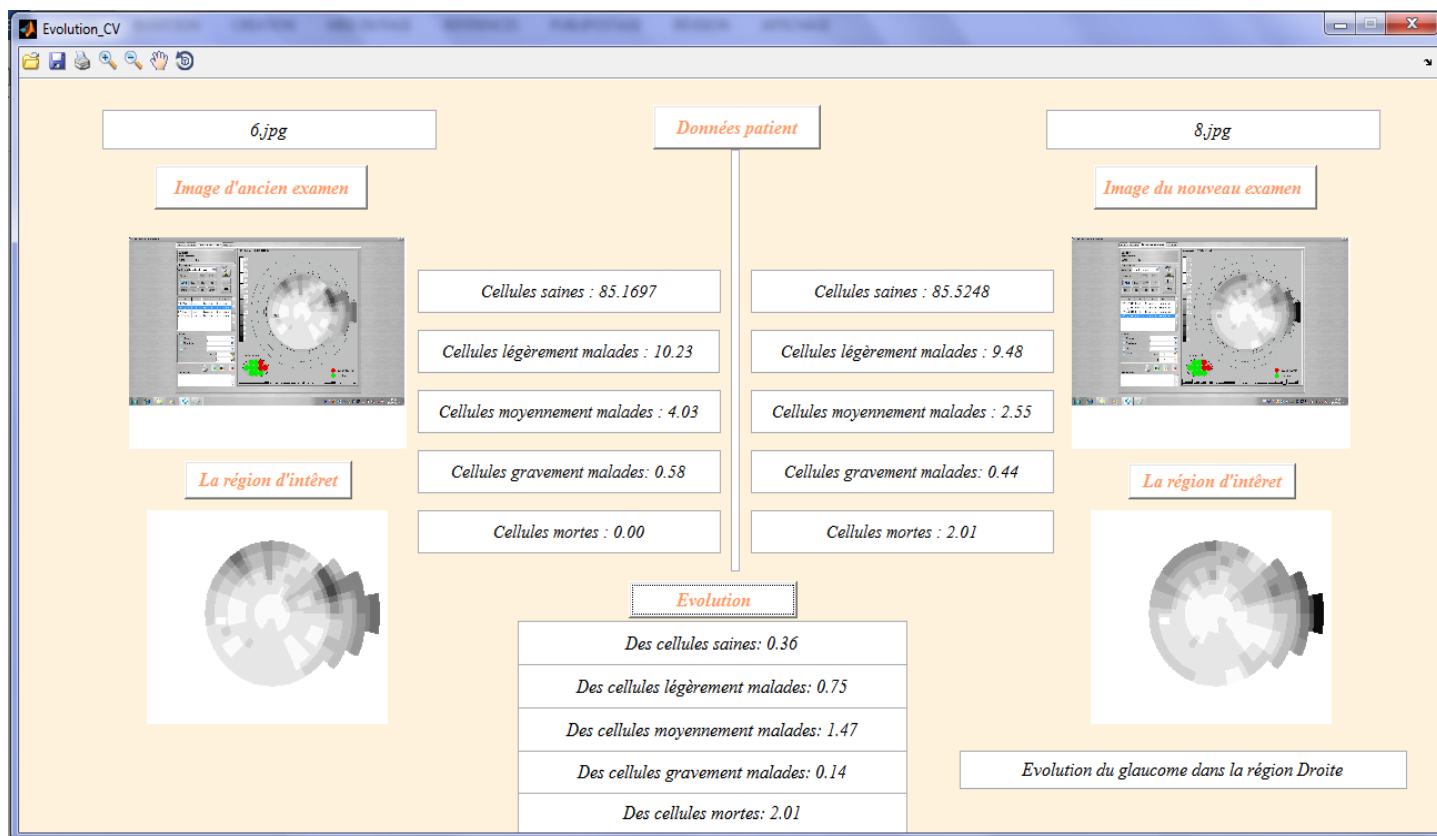 Evolution_CV
6.jpg
Données patient
8.jpg
Image d'ancien examen
Image du nouveau examen
Cellules saines : 85.1697
Cellules saines : 85.5248
Cellules légèrement malades : 10.23
Cellules légèrement malades : 9.48
Cellules moyennement malades : 4.03
Cellules moyennement malades : 2.55
Cellules gravement malades: 0.58
Cellules gravement malades: 0.44
La région d'intêret
La région d'intêret
Cellules mortes : 0.00
Cellules mortes : 2.01
Evolution
Des cellules saines: 0.36
Des cellules légèrement malades: 0.75
Des cellules moyennement malades: 1.47
Des cellules gravement malades: 0.14
Evolution du glaucome dans la région Droite
Des cellules mortes: 2.01